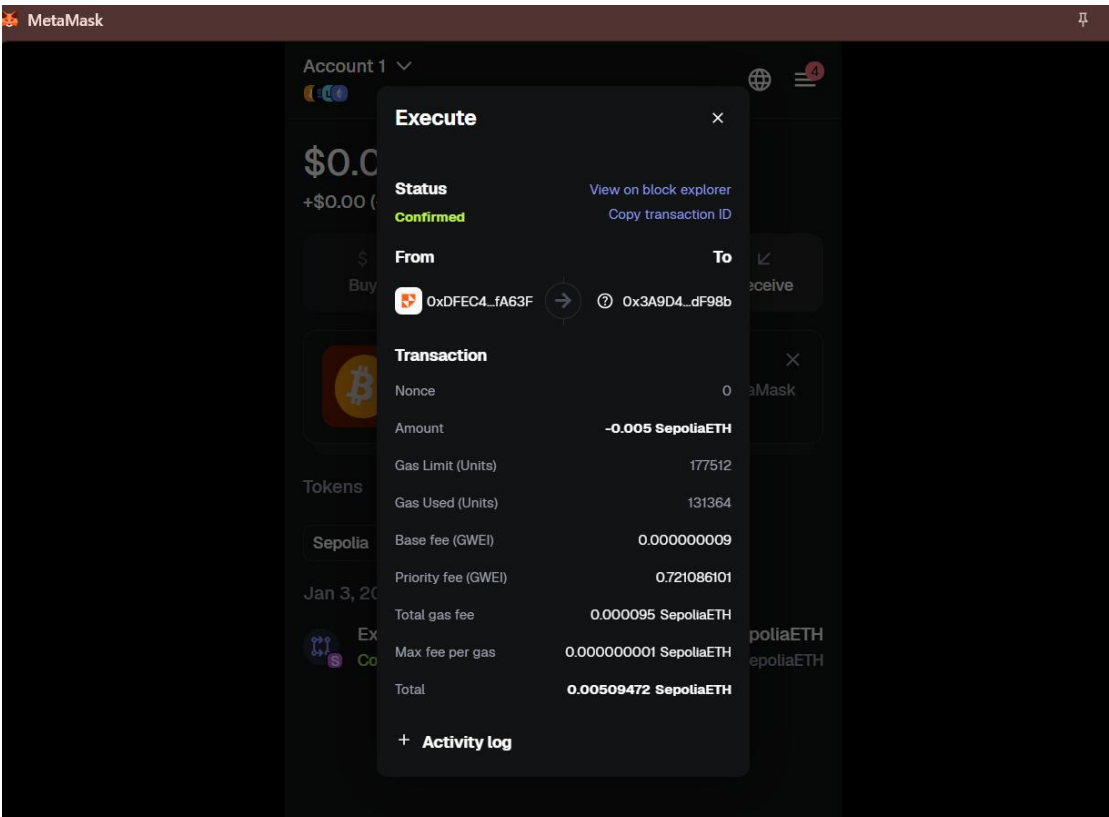 MetaMask
Account 1
4
Execute
$0.0
+$0.00 (
Status
View on block explorer
Confirmed
Copy transaction ID
From
To
Buy
eceive
0xDFEC4...fA63F
0x3A9D4...dF98b
Transaction
Nonce
0
aMask
Amount
-0.005 SepoliaETH
Gas Limit (Units)
177512
Tokens
Gas Used (Units)
131364
Sepolia
Base fee (GWEI)
0.000000009
Priority fee (GWEI)
0.721086101
Jan 3, 20
Total gas fee
0.000095 SepoliaETH
Ex
poliaETH
Max fee per gas
0.000000001 SepoliaETH
S
Co
epoliaETH
Total
0.00509472 SepoliaETH
+ Activity log